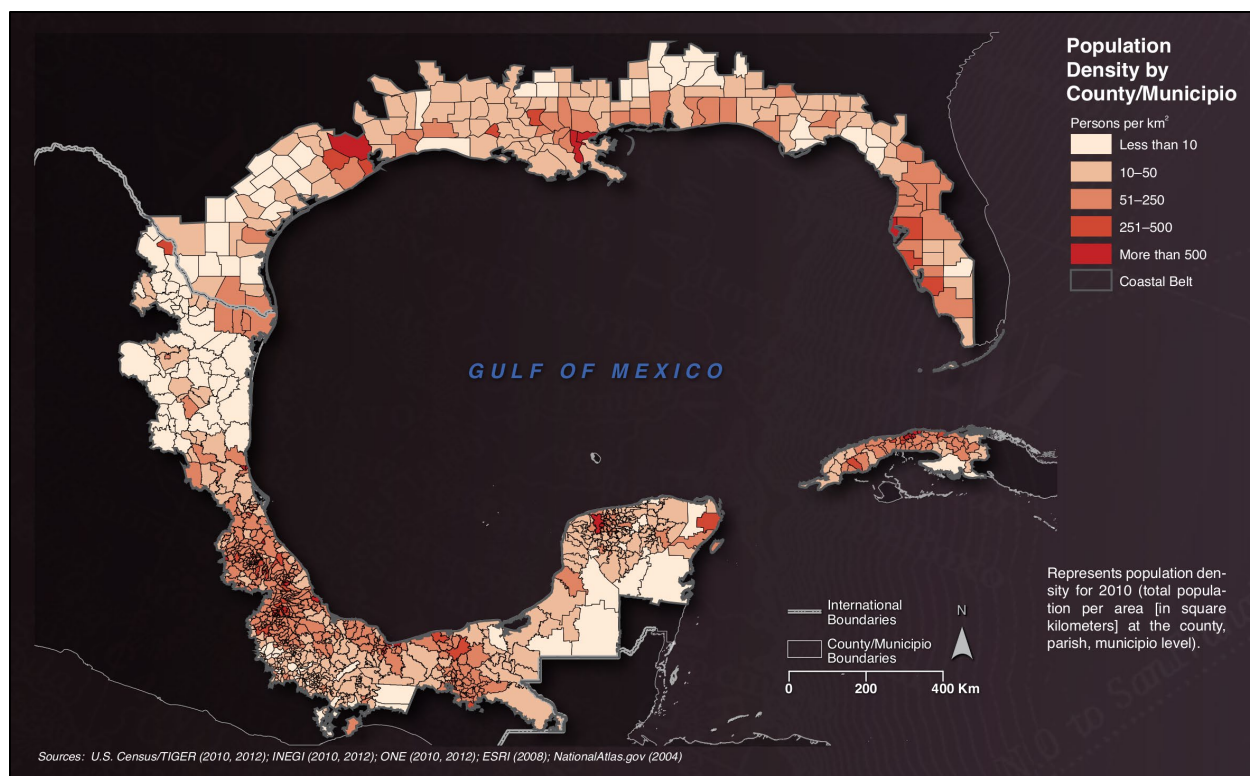 Population
Density by
County/Municipio
Persons per km²
Less than 10
10–50
51–250
251–500
More than 500
Coastal Belt
GULF OF MEXICO
Represents population den-
sity for 2010 (total popula-
tion per area [in square
kilometers] at the county,
parish, municipio level).
International
Boundaries
County/Municipio
Boundaries
N
0 200 400 Km
Sources: U.S. Census/TIGER (2010, 2012); INEGI (2010, 2012); ONE (2010, 2012); ESRI (2008); NationalAtlas.gov (2004)